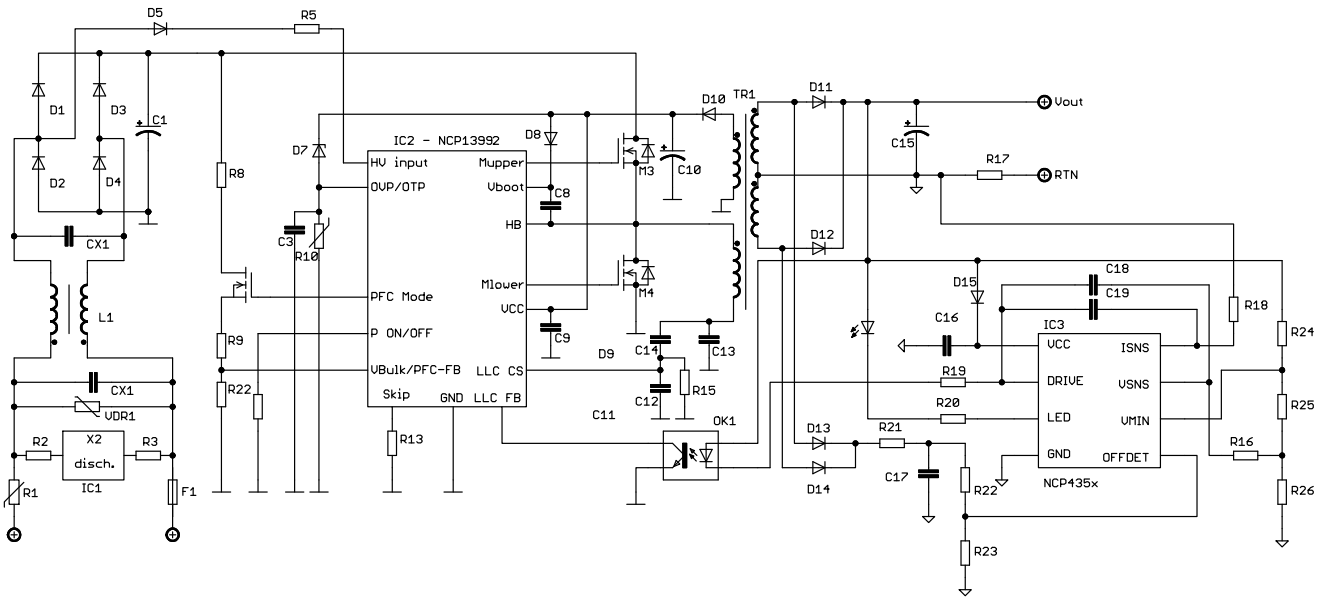 D5
R5
D1
D3
C1
D2
D4
CX1
L1
CX1
VDR1
R2
X2
disch.
IC1
R3
R1
F1
R8
R9
R22
D7
C3
R10
IC2 - NCP13992
HV input
Mupper
OVP/OTP
Vboot
HB
Mlower
PFC Mode
VCC
P ON/OFF
VBulk/PFC-FB
LLC CS
Skip
GND
LLC FB
R13
D8
C8
C9
M3
M4
C10
D10
TR1
D9
C14
C13
C12
R15
C11
OK1
D11
D12
C15
Vout
R17
RTN
D13
D14
R21
C17
R22
R23
R19
R20
C16
D15
C18
C19
R18
IC3
VCC
ISNS
DRIVE
VSNS
LED
VMIN
GND
OFFDET
NCP435x
R16
R24
R25
R26